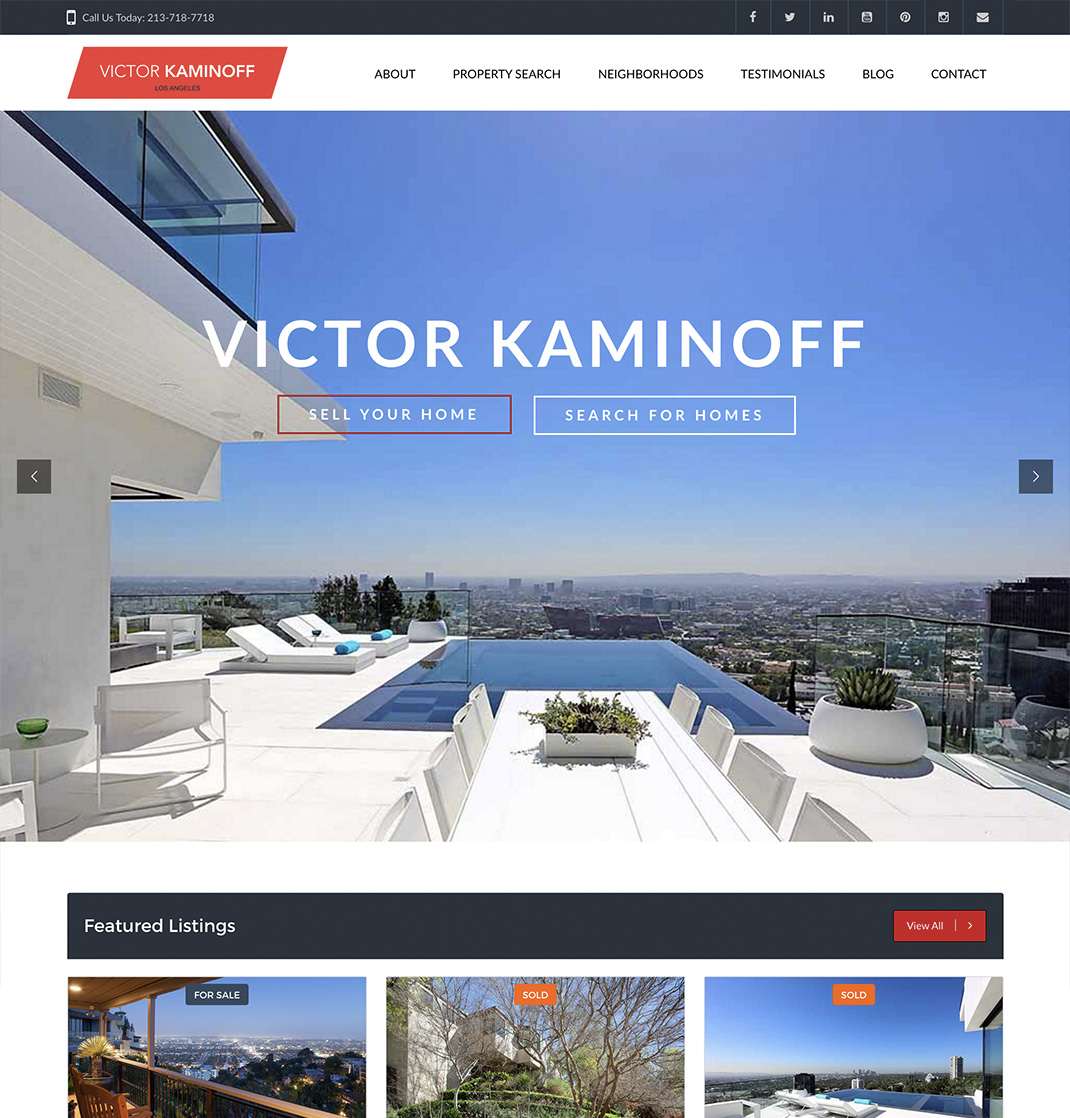 Call Us Today: 213-718-7718
VICTOR KAMINOFF
LOS ANGELES
ABOUT PROPERTY SEARCH NEIGHBORHOODS TESTIMONIALS BLOG CONTACT
VICTOR KAMINOFF
SELL YOUR HOME SEARCH FOR HOMES
Featured Listings View All
FOR SALE SOLD SOLD